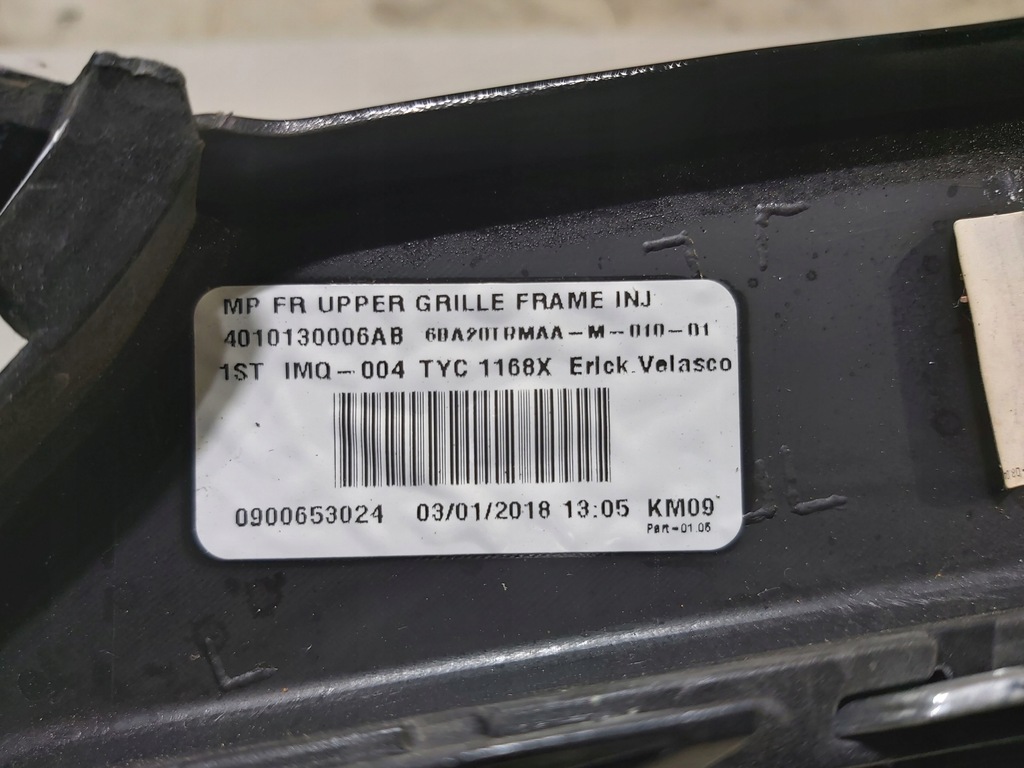 MP FR UPPER GRILLE FRAME INJ
4010130006AB 6BA20TRMAA-M-010-01
1ST IMQ-004 TYC 1168X Erick.Velasco
0900653024 03/01/2018 13:05 KM09
Part-01.05